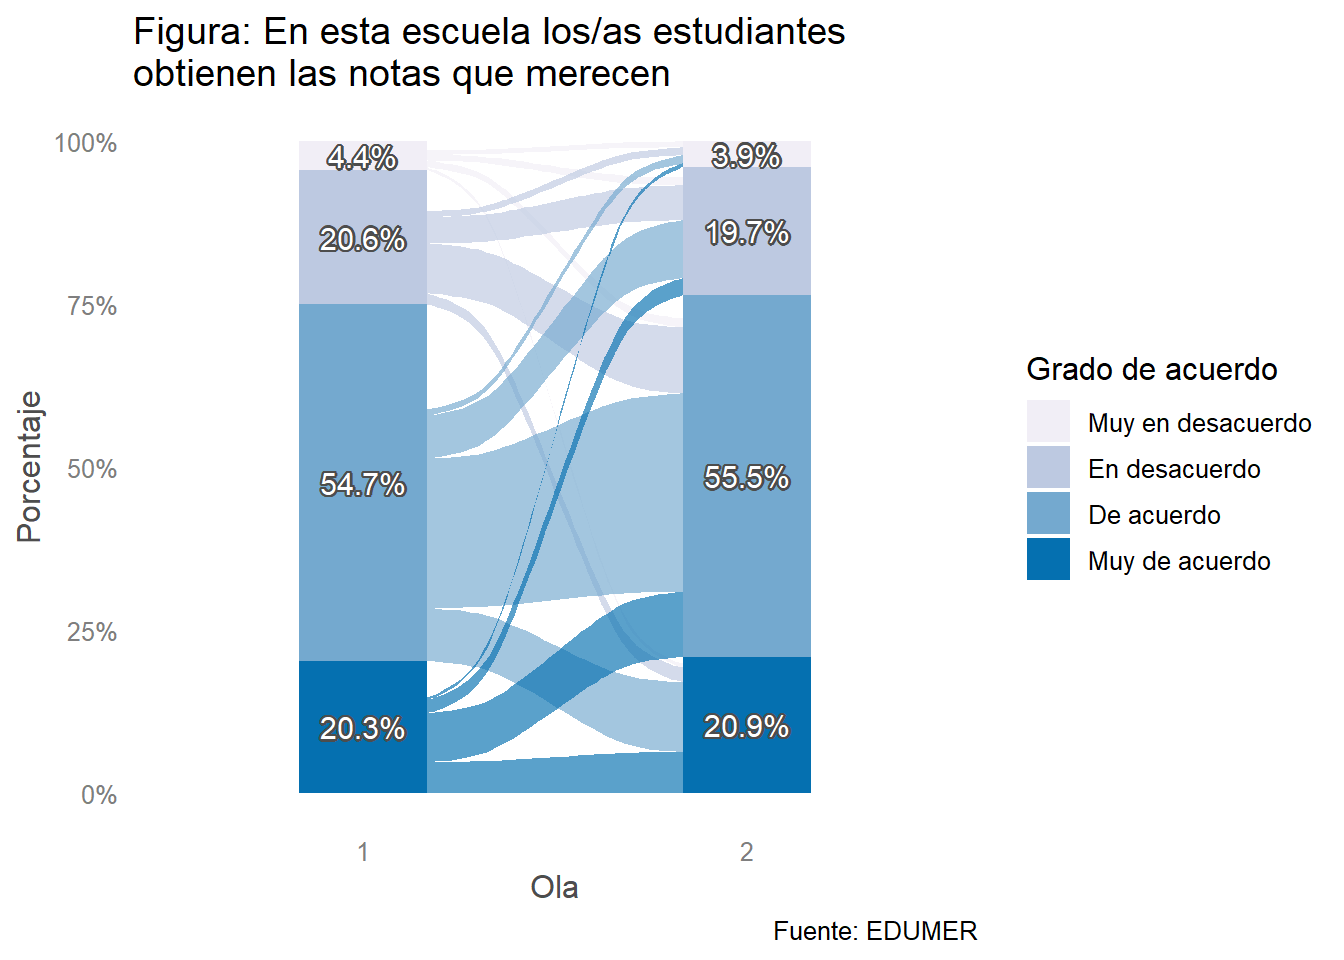 Figura: En esta escuela los/as estudiantes
obtienen las notas que merecen
100%
75%
50%
25%
0%
Porcentaje
4.4%
20.6%
54.7%
20.3%
3.9%
19.7%
55.5%
20.9%
1
2
Ola
Grado de acuerdo
Muy en desacuerdo
En desacuerdo
De acuerdo
Muy de acuerdo
Fuente: EDUMER